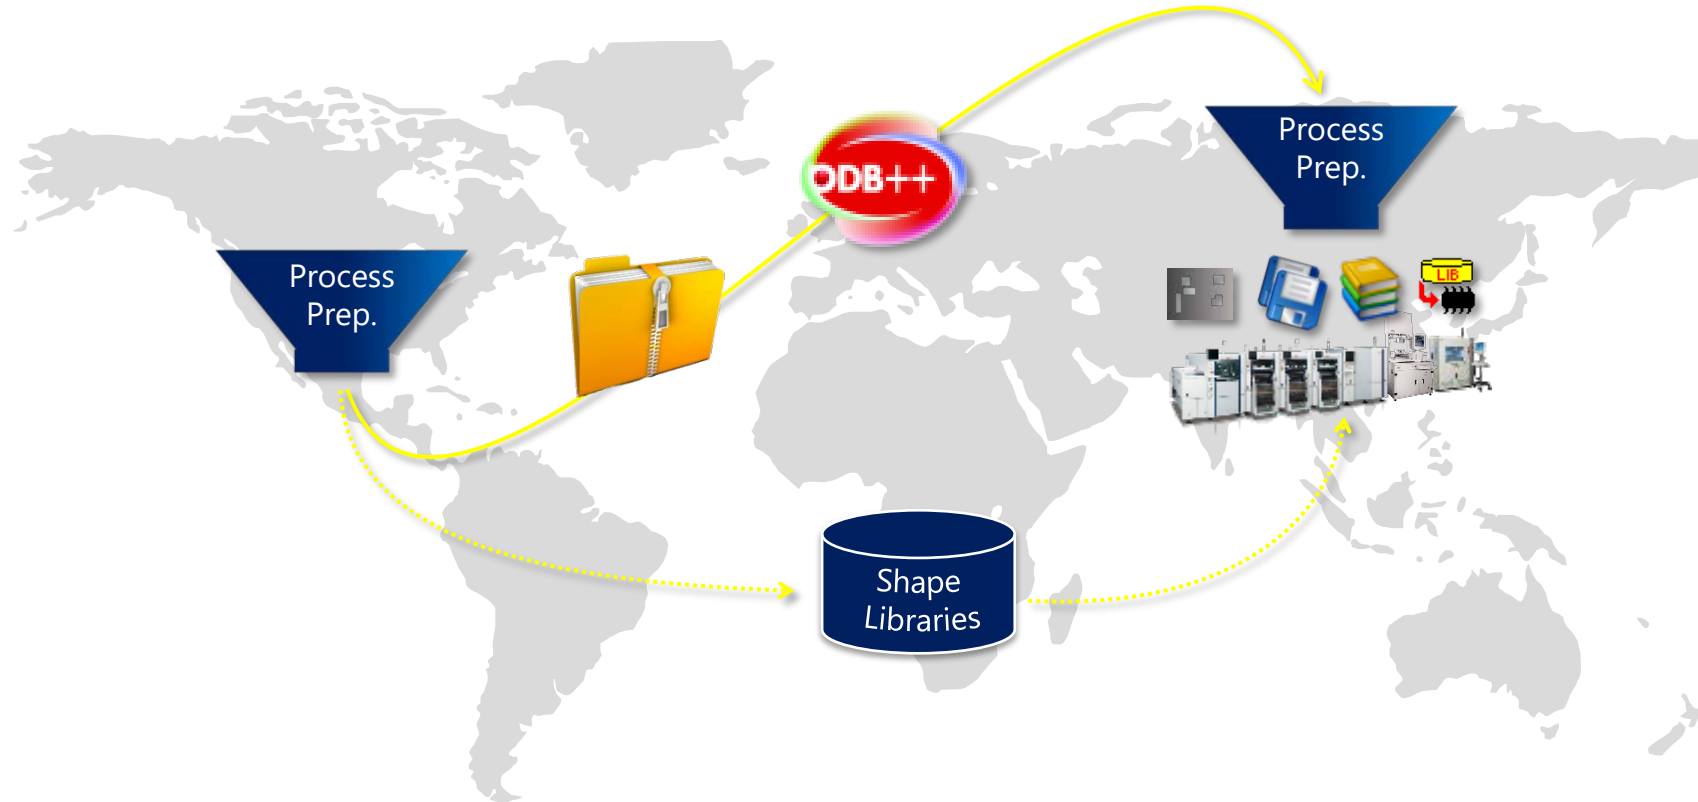 Process
Prep.
ODB++
Process
Prep.
LIB
Shape
Libraries